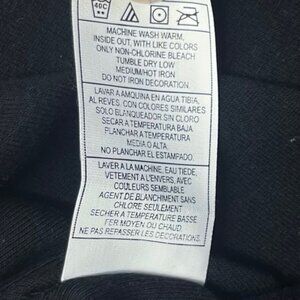 40C
MACHINE WASH WARM,
INSIDE OUT, WITH LIKE COLORS
ONLY NON-CHLORINE BLEACH
TUMBLE DRY LOW
MEDIUM/HOT IRON
DO NOT IRON DECORATION.
LAVAR A AMQUINA EN AGUA TIBIA,
AL REVES. CON COLORES SIMILARES
SOLO BLANQUEADOR SIN CLORO
SECAR A TEMPERATURA BAJA
PLANCHAR A TEMPERATURA
MEDIA O ALTA.
NO PLANCHAR EL ESTAMPADO.
LAVER A LA MACHINE, EAU TIEDE,
VETEMENT A L'ENVERS, AVEC
COULEURS SEMBLABLE
AGENT DE BLANCHIMENT SANS
CHLORE SEULEMENT
SECHER A TEMPERATURE BASSE
FER MOYEN OU CHAUD.
NE PAS REPASSER LES DECORATIONS.